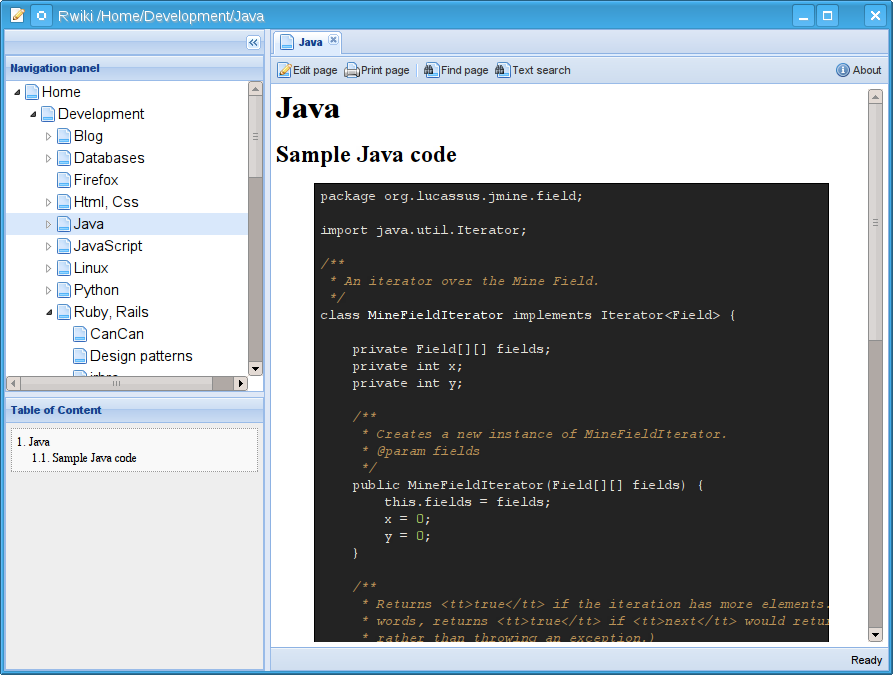 Rwiki /Home/Development/Java
Navigation panel
Home
Development
Blog
Databases
Firefox
Html, Css
Java
JavaScript
Linux
Python
Ruby, Rails
CanCan
Design patterns
Table of Content
1. Java
1.1. Sample Java code
Java
Edit page Print page Find page Text search About
Java
Sample Java code
package org.lucassus.jmine.field;
import java.util.Iterator;
/**
* An iterator over the Mine Field.
*/
class MineFieldIterator implements Iterator<Field> {
private Field[][] fields;
private int x;
private int y;
/**
* Creates a new instance of MineFieldIterator.
* @param fields
*/
public MineFieldIterator(Field[][] fields) {
this.fields = fields;
x = 0;
y = 0;
}
/**
* Returns <tt>true</tt> if the iteration has more elements.
* words, returns <tt>true</tt> if <tt>next</tt> would retur
* rather than throwing an exception.)
Ready